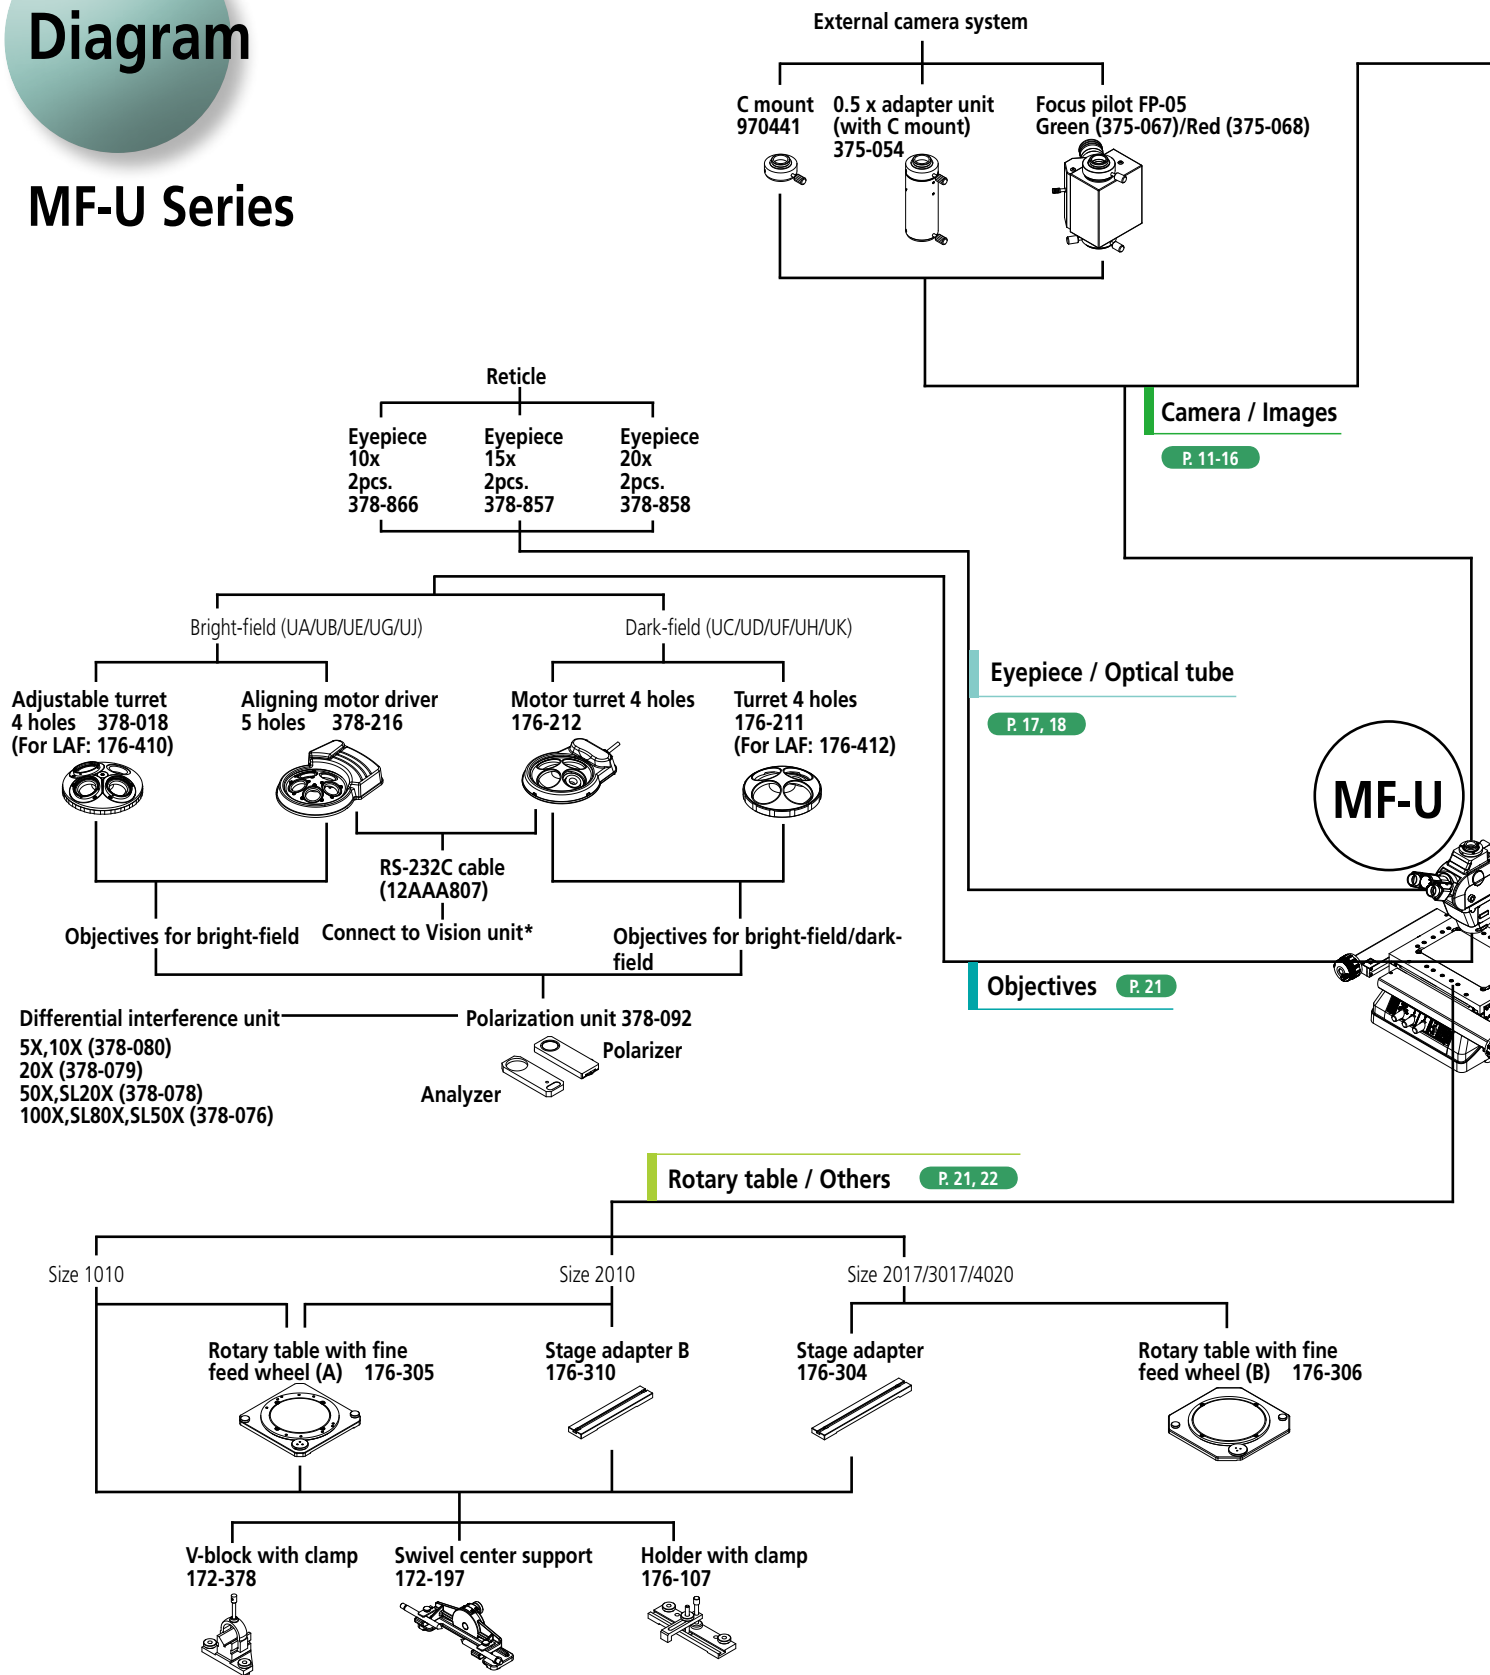 Diagram
MF-U Series
External camera system
C mount
970441
0.5 x adapter unit
(with C mount)
375-054
Focus pilot FP-05
Green (375-067)/Red (375-068)
Camera / Images
P. 11-16
Reticle
Eyepiece
10x
2pcs.
378-866
Eyepiece
15x
2pcs.
378-857
Eyepiece
20x
2pcs.
378-858
Bright-field (UA/UB/UE/UG/UJ)
Dark-field (UC/UD/UF/UH/UK)
Eyepiece / Optical tube
P. 17, 18
Adjustable turret
4 holes 378-018
(For LAF: 176-410)
Aligning motor driver
5 holes 378-216
Motor turret 4 holes
176-212
Turret 4 holes
176-211
(For LAF: 176-412)
MF-U
RS-232C cable
(12AAA807)
Objectives for bright-field
Connect to Vision unit*
Objectives for bright-field/dark-
field
Objectives
P. 21
Differential interference unit
5X,10X (378-080)
20X (378-079)
50X,SL20X (378-078)
100X,SL80X,SL50X (378-076)
Polarization unit 378-092
Polarizer
Analyzer
Rotary table / Others
P. 21, 22
Size 1010
Size 2010
Size 2017/3017/4020
Rotary table with fine
feed wheel (A) 176-305
Stage adapter B
176-310
Stage adapter
176-304
Rotary table with fine
feed wheel (B) 176-306
V-block with clamp
172-378
Swivel center support
172-197
Holder with clamp
176-107